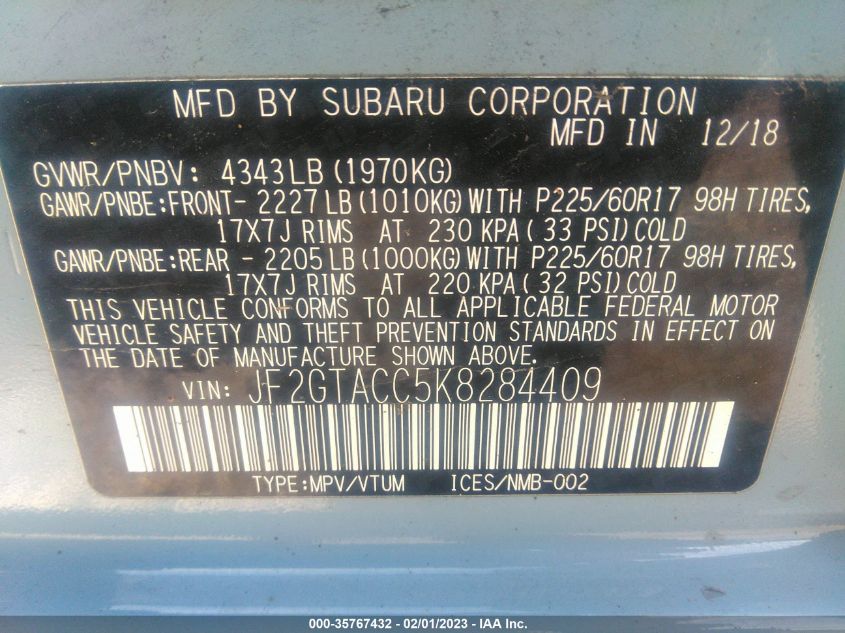 MFD BY SUBARU CORPORATION
MFD IN 12/18
GVWR/PNBV: 4343LB (1970KG)
GAWR/PNBE:FRONT- 2227 LB (1010KG) WITH P225/60R17 98H TIRES,
17X7J RIMS AT 230 KPA ( 33 PSI) COLD
GAWR/PNBE:REAR - 2205 LB (1000KG) WITH P225/60R17 98H TIRES,
17X7J RIMS AT 220 KPA ( 32 PSI) COLD
THIS VEHICLE CONFORMS TO ALL APPLICABLE FEDERAL MOTOR
VEHICLE SAFETY AND THEFT PREVENTION STANDARDS IN EFFECT ON
THE DATE OF MANUFACTURE SHOWN ABOVE.
VIN: JF2GTACC5K8284409
TYPE:MPV/VTUM ICES/NMB-002
000-35767432 - 02/01/2023 - IAA Inc.